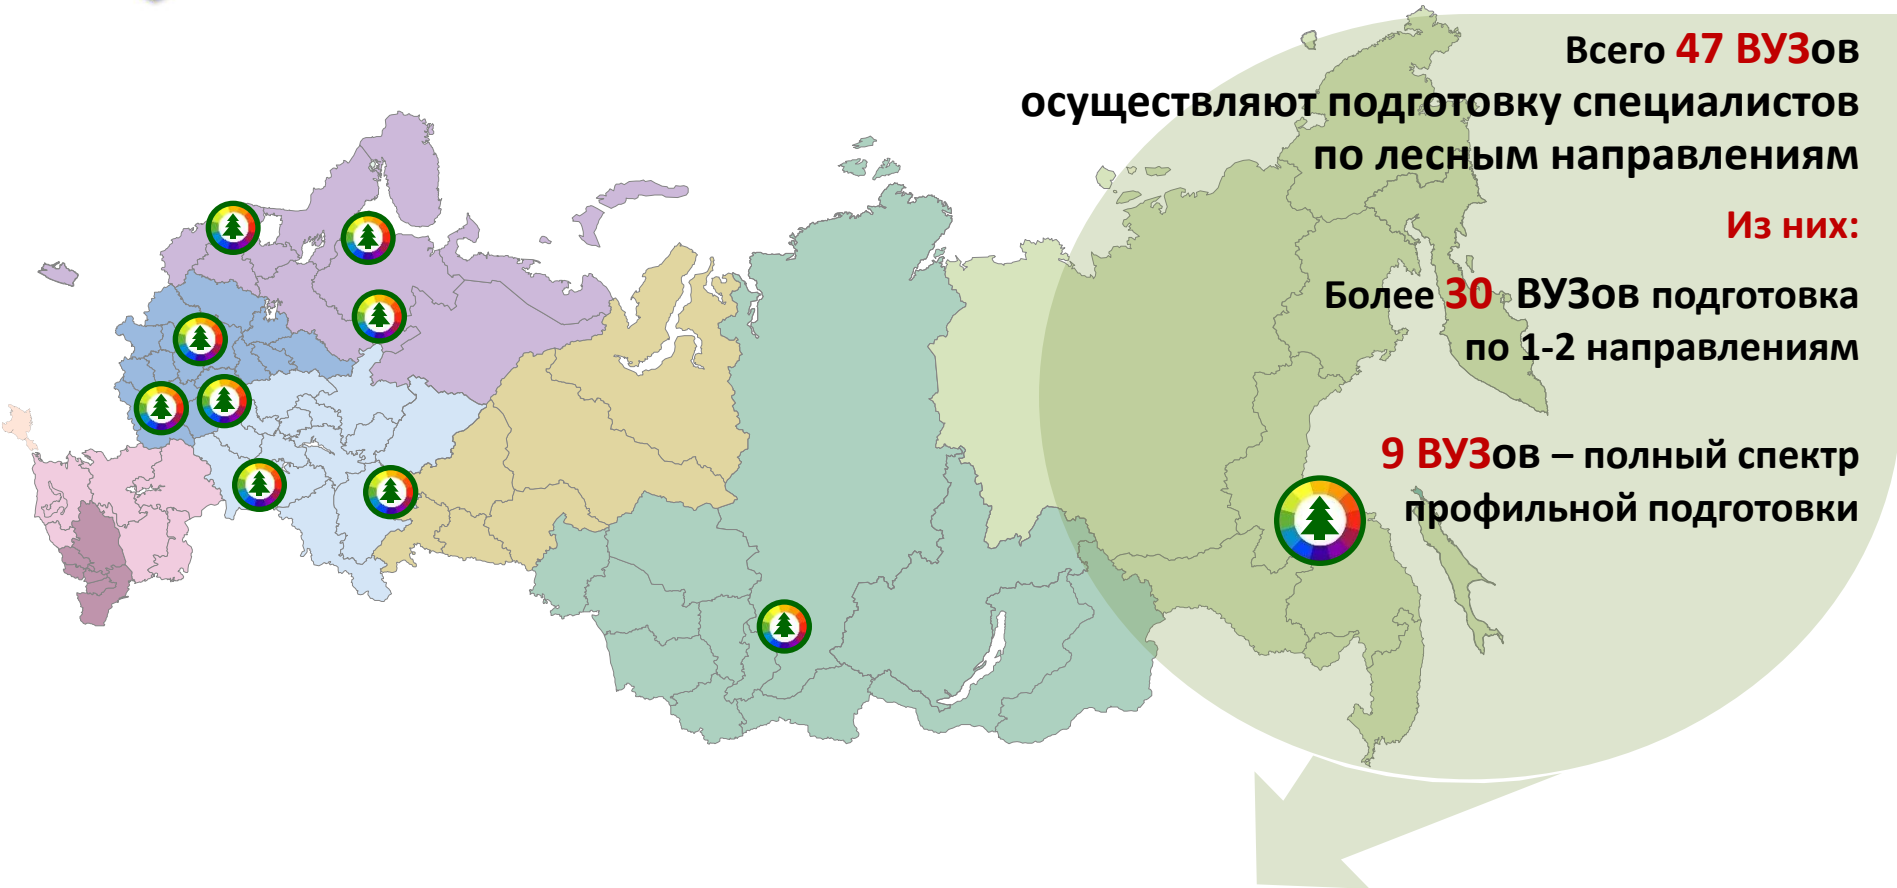 Всего 47 ВУЗов
осуществляют подготовку специалистов
по лесным направлениям
Из них:
Более 30 ВУЗов подготовка
по 1-2 направлениям
9 ВУЗов – полный спектр
профильной подготовки